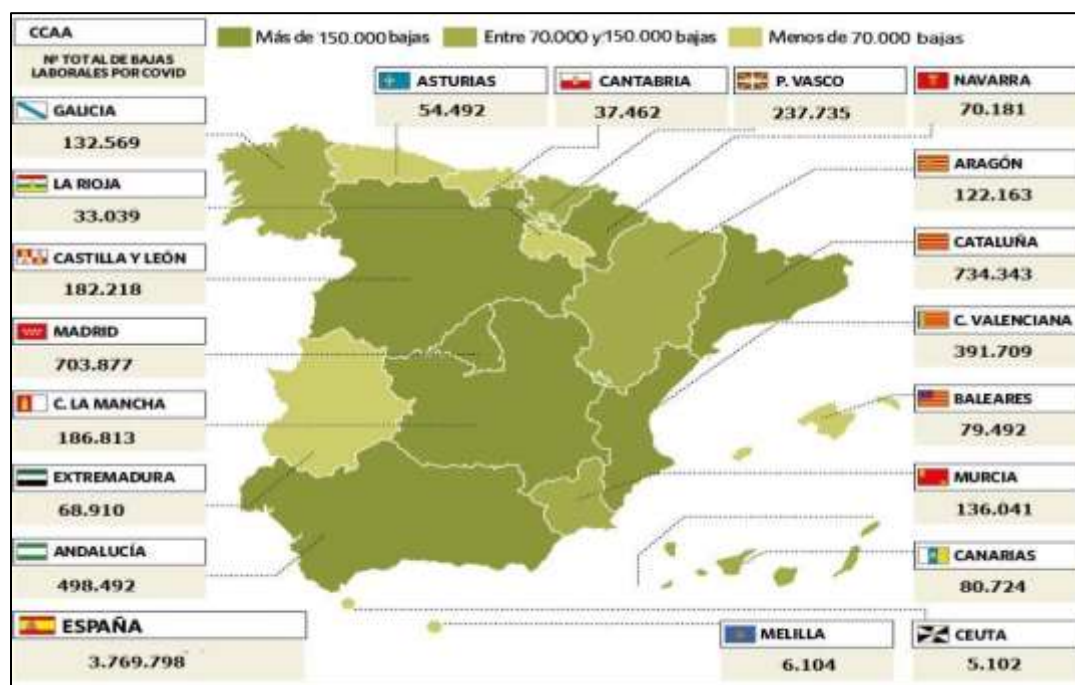 CCAA
Nº TOTAL DE BAJAS
LABORALES POR COVID
Más de 150.000 bajas
Entre 70.000 y 150.000 bajas
Menos de 70.000 bajas
ASTURIAS
54.492
CANTABRIA
37.462
P. VASCO
237.735
NAVARRA
70.181
GALICIA
132.569
LA RIOJA
33.039
CASTILLA Y LEÓN
182.218
MADRID
703.877
C. LA MANCHA
186.813
EXTREMADURA
68.910
ANDALUCÍA
498.492
ARAGÓN
122.163
CATALUÑA
734.343
C. VALENCIANA
391.709
BALEARES
79.492
MURCIA
136.041
CANARIAS
80.724
ESPAÑA
3.769.798
MELILLA
6.104
CEUTA
5.102